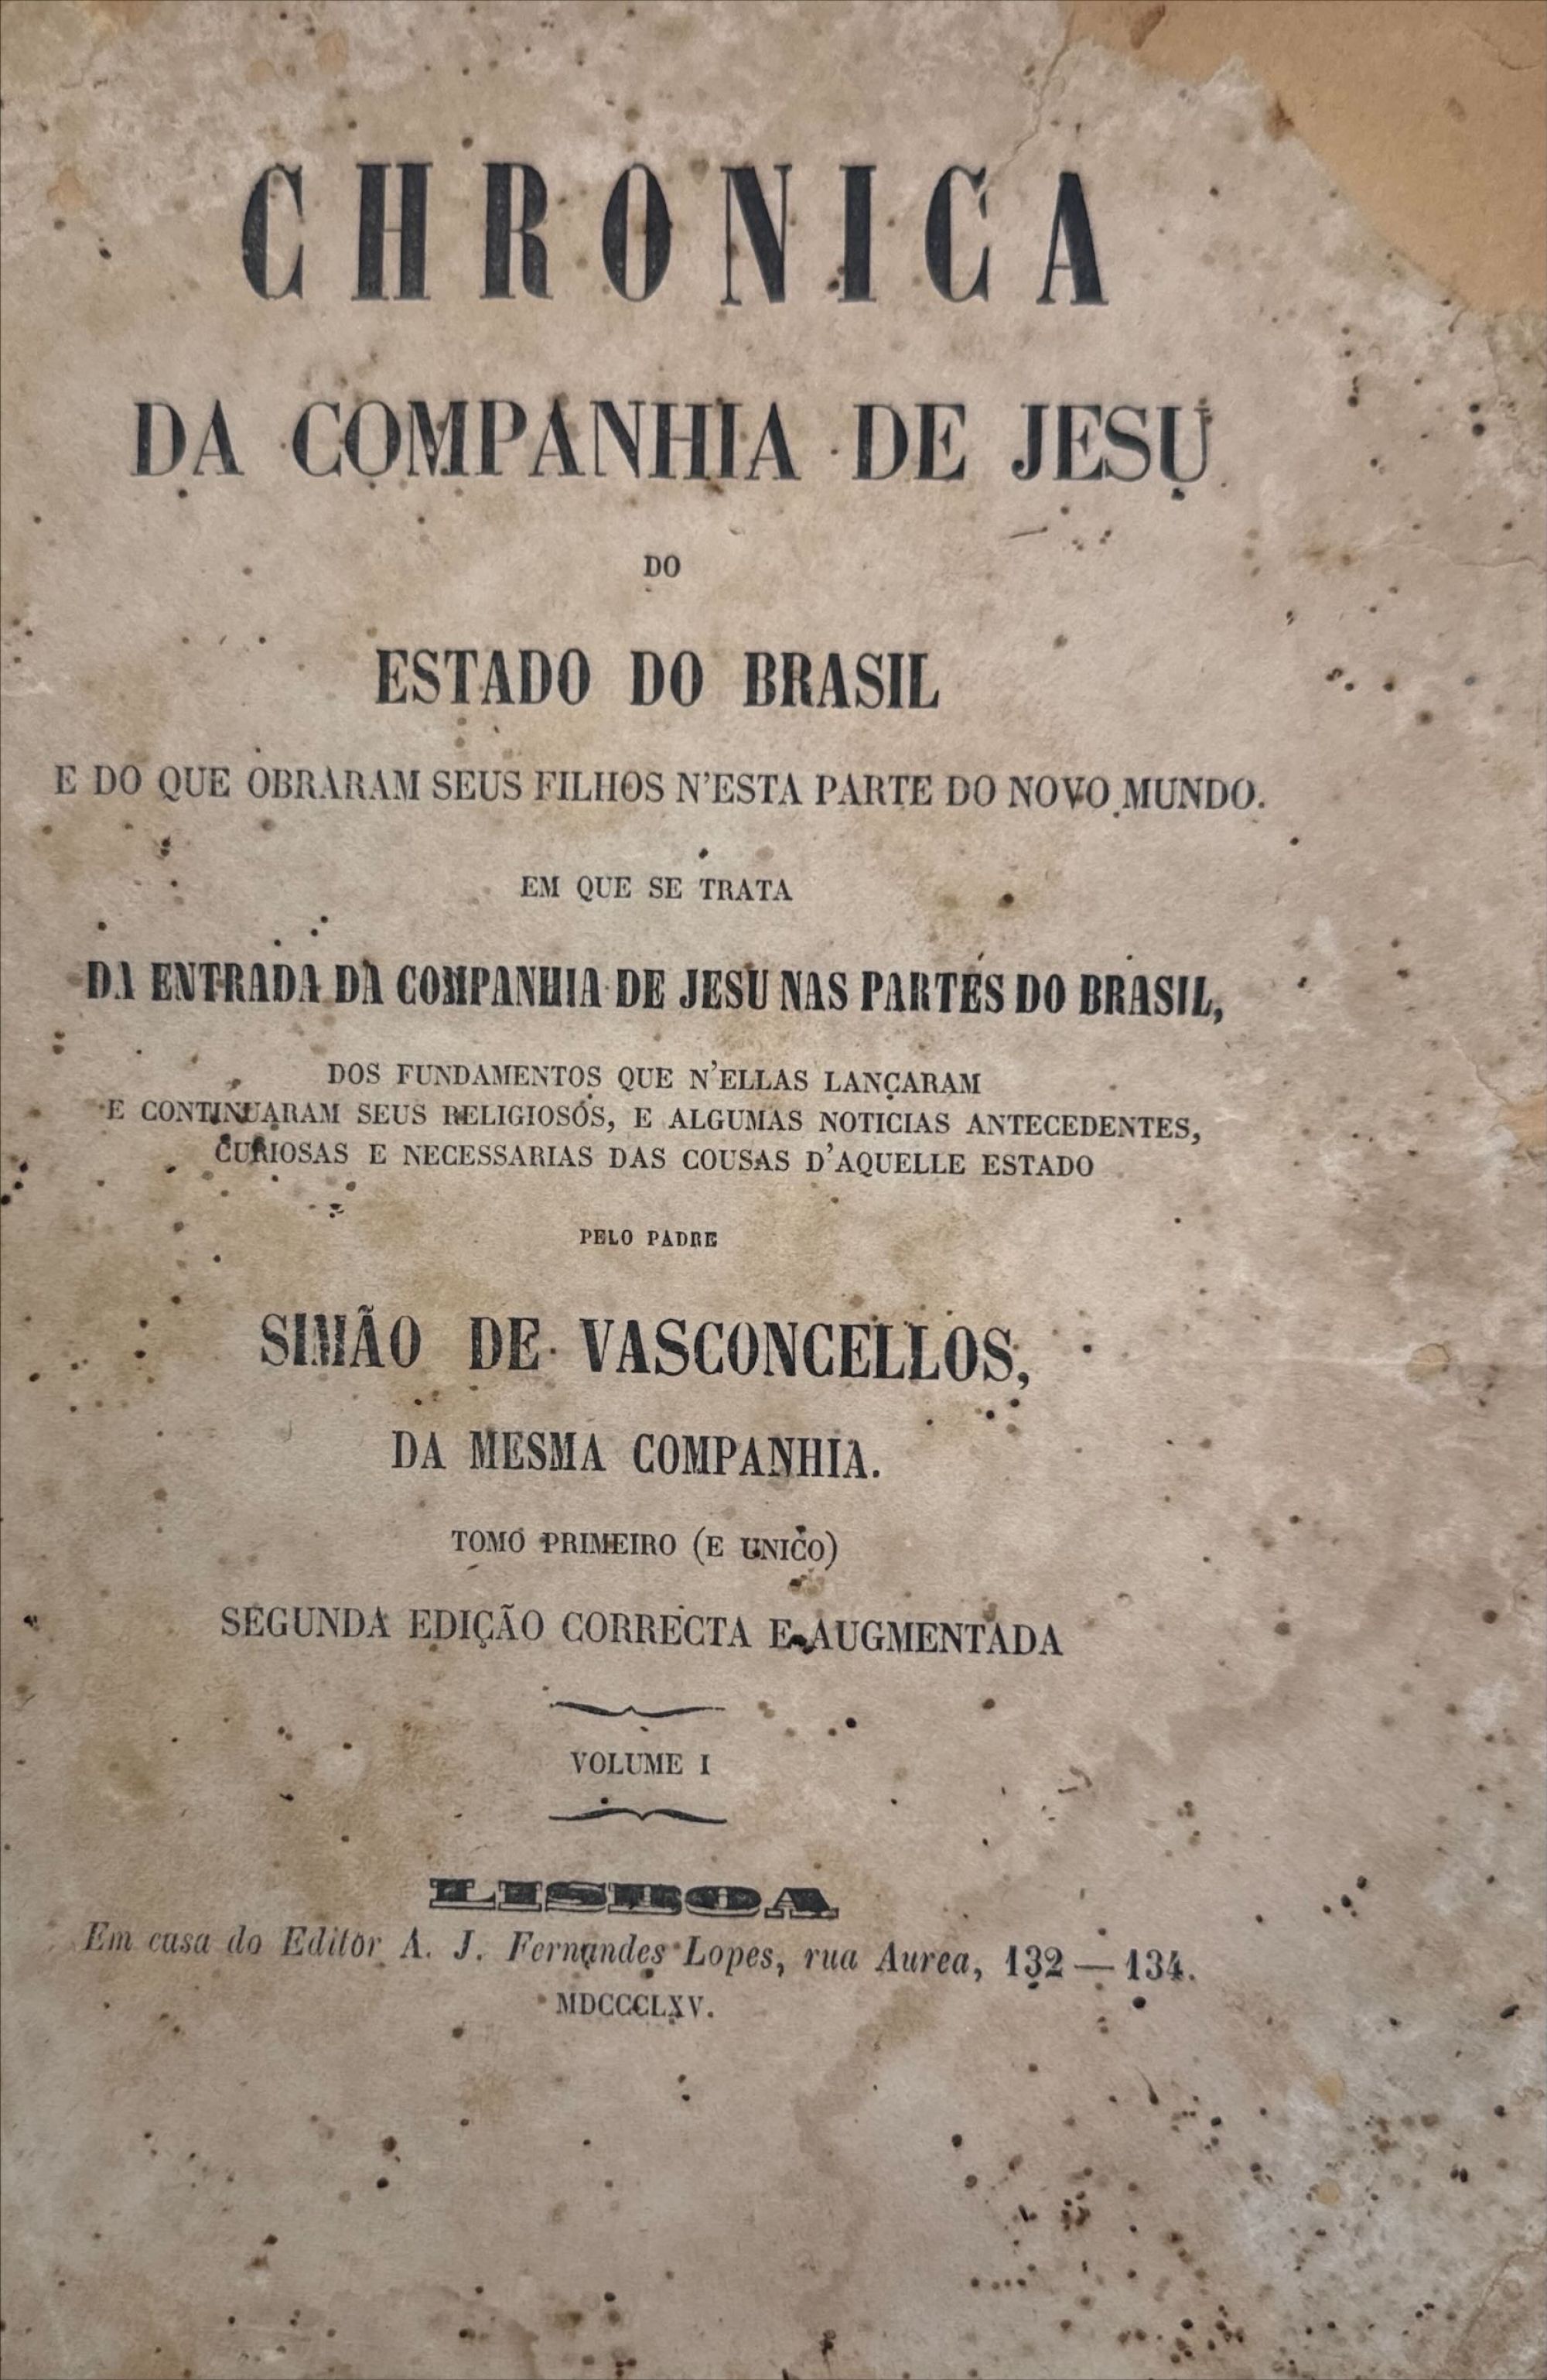 CHRONICA
DA COMPANHIA DE JESU
DO
ESTADO DO BRASIL
E DO QUE OBRARAM SEUS FILHOS N'ESTA PARTE DO NOVO MUNDO.
EM QUE SE TRATA
DA ENTRADA DA COMPANHIA DE JESU NAS PARTES DO BRASIL,
DOS FUNDAMENTOS QUE N'ELLAS LANÇARAM
E CONTINUARAM SEUS RELIGIOSOS, E ALGUMAS NOTICIAS ANTECEDENTES,
CURIOSAS E NECESSARIAS DAS COUSAS D'AQUELLE ESTADO
PELO PADRE
SIMÃO DE VASCONCELLOS,
DA MESMA COMPANHIA.
TOMO PRIMEIRO (E UNICO)
SEGUNDA EDIÇÃO CORRECTA E AUGMENTADA
VOLUME I
LISBOA
Em casa do Editor A. J. Fernandes Lopes, rua Aurea, 132 — 134.
MDCCCLXV.